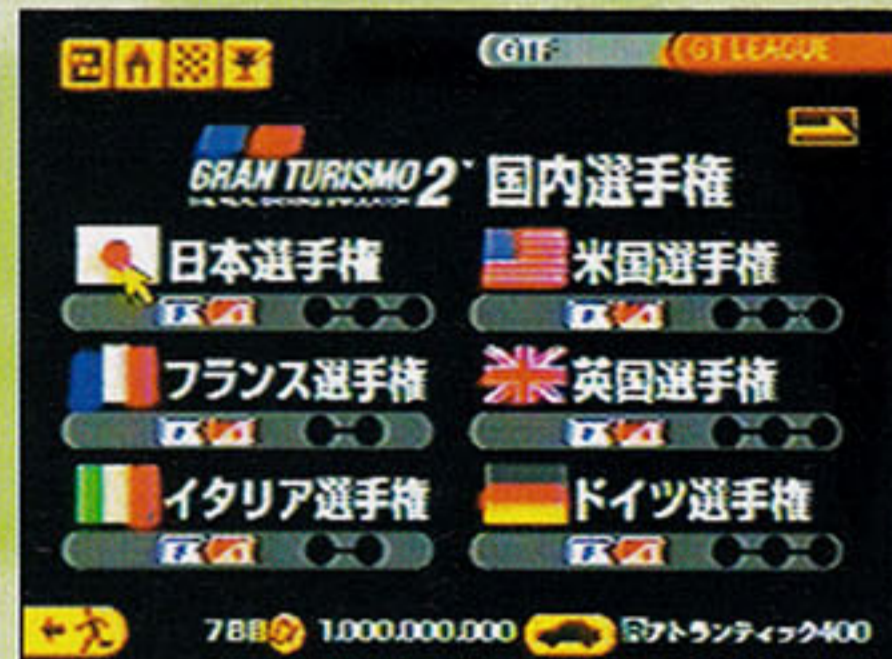 GT LEAGUE
GRAN TURISMO 2 国内選手権
日本選手権
米国選手権
フランス選手権
英国選手権
イタリア選手権
ドイツ選手権
7日目 1.000.000.000 アトランティック400